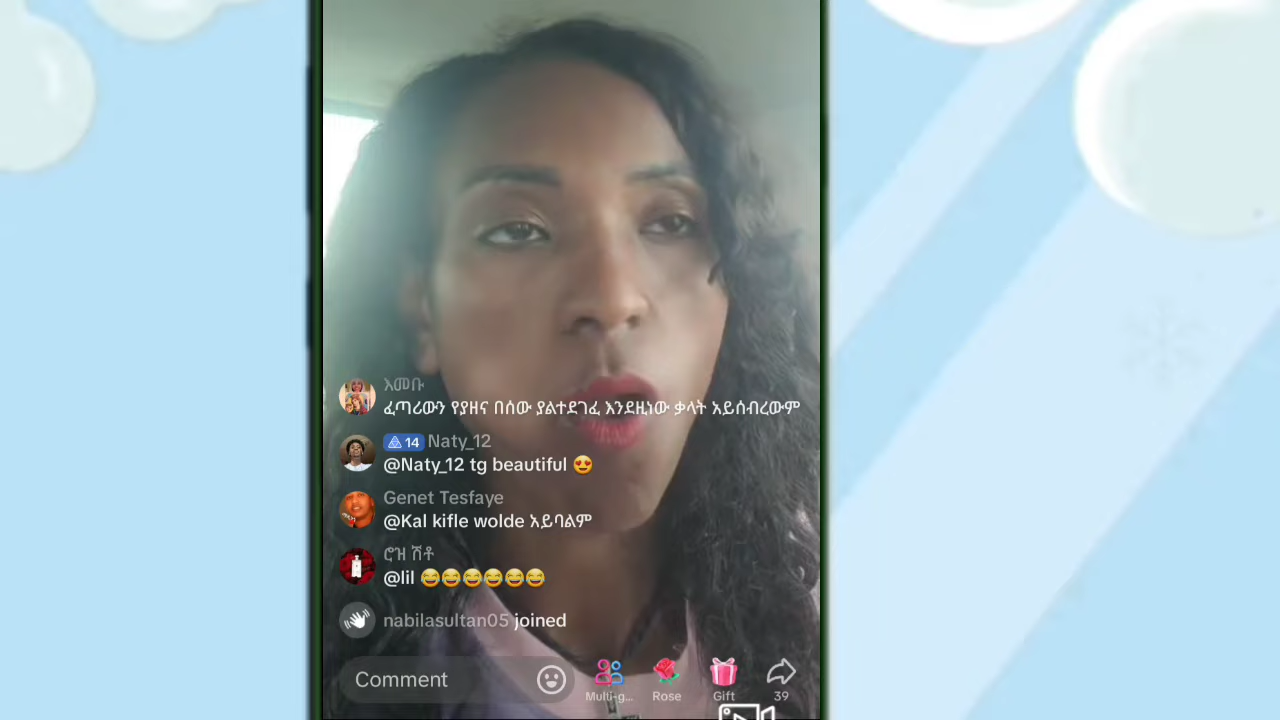 እመቡ
ፈጣሪውን የያዘና በሰው ያልተደገፈ እንደዚነው ቃላት አይሰብረውም
14 Naty_12
@Naty_12 tg beautiful 😍
Genet Tesfaye
@Kal kifle wolde አይባልም
ሮዝ ሽቶ
@lil 😂😂😂😂😂😂
nabilasultan05 joined
Comment
Multi-g... Rose Gift 39